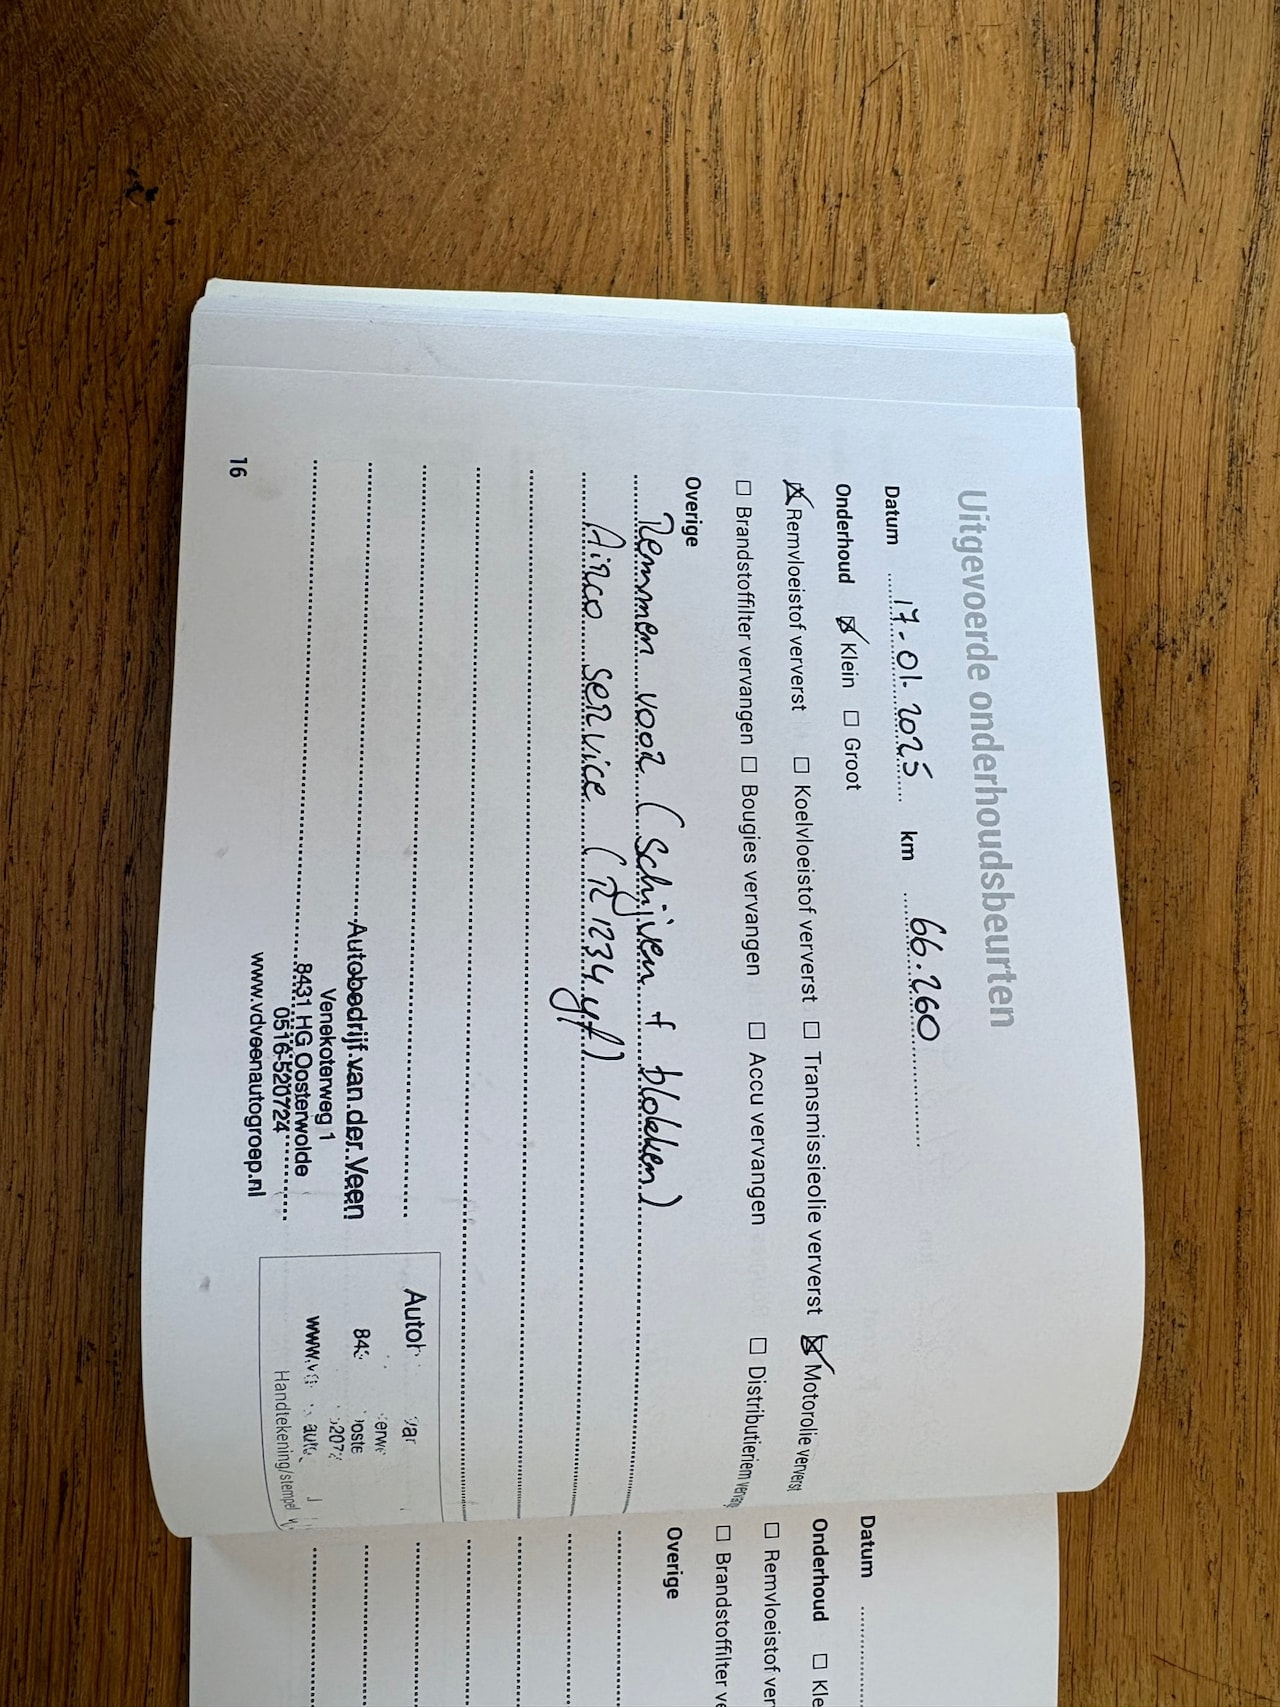 Uitgevoerde onderhoudsbeurten
Datum 17-01-2025 km 66.260
Onderhoud ☒ Klein ☐ Groot
☒ Remvloeistof ververst ☐ Koelvloeistof ververst ☐ Transmissieolie ververst ☒ Motorolie ververst
☐ Brandstoffilter vervangen ☐ Bougies vervangen ☐ Accu vervangen ☐ Distributieriem
Overige
Remmen voor (Schijven + blokken)
Airco service (R1234yf)
Autobedrijf van der Veen
Venekoterweg 1
8431 HG Oosterwolde
0516-520724
www.vdveenautogroep.nl
Handtekening/stempel
16
Datum
Onderhoud ☐ Kle
☐ Remvloeistof ver
☐ Brandstoffilter ve
Overige